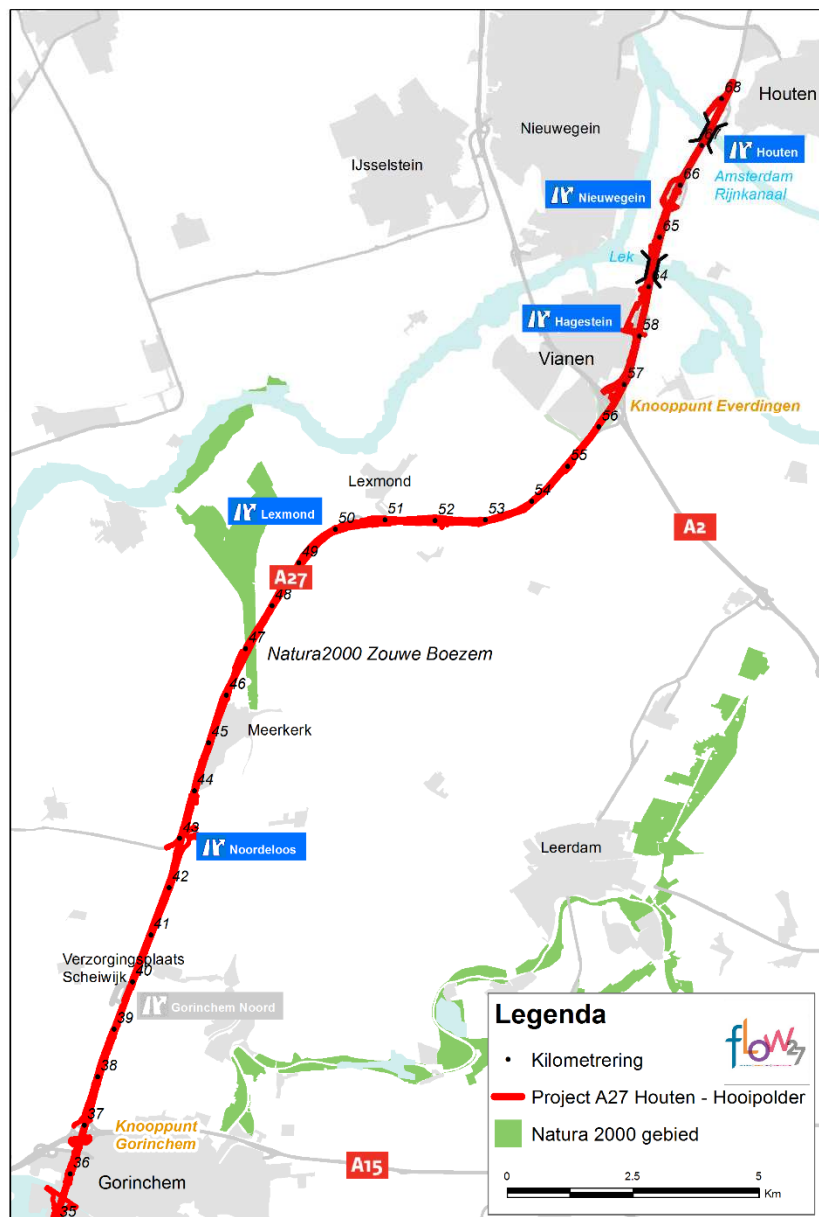 68
Houten
Nieuwegein
67
Houten
IJsselstein
Amsterdam
Rijnkanaal
66
Nieuwegein
65
Lek
64
Hagestein
58
Vianen
57
Knooppunt Everdingen
56
55
Lexmond
54
Lexmond
50
51
52
53
A2
49
A27
48
47
Natura2000 Zouwe Boezem
46
Meerkerk
45
44
43
Noordeloos
Leerdam
42
41
Verzorgingsplaats
Scheiwijk
40
Gorinchem Noord
39
38
Knooppunt
Gorinchem
37
36
A15
Gorinchem
35
Legenda
flow27
Kilometrering
Project A27 Houten - Hooipolder
Natura 2000 gebied
0 2.5 5
Km